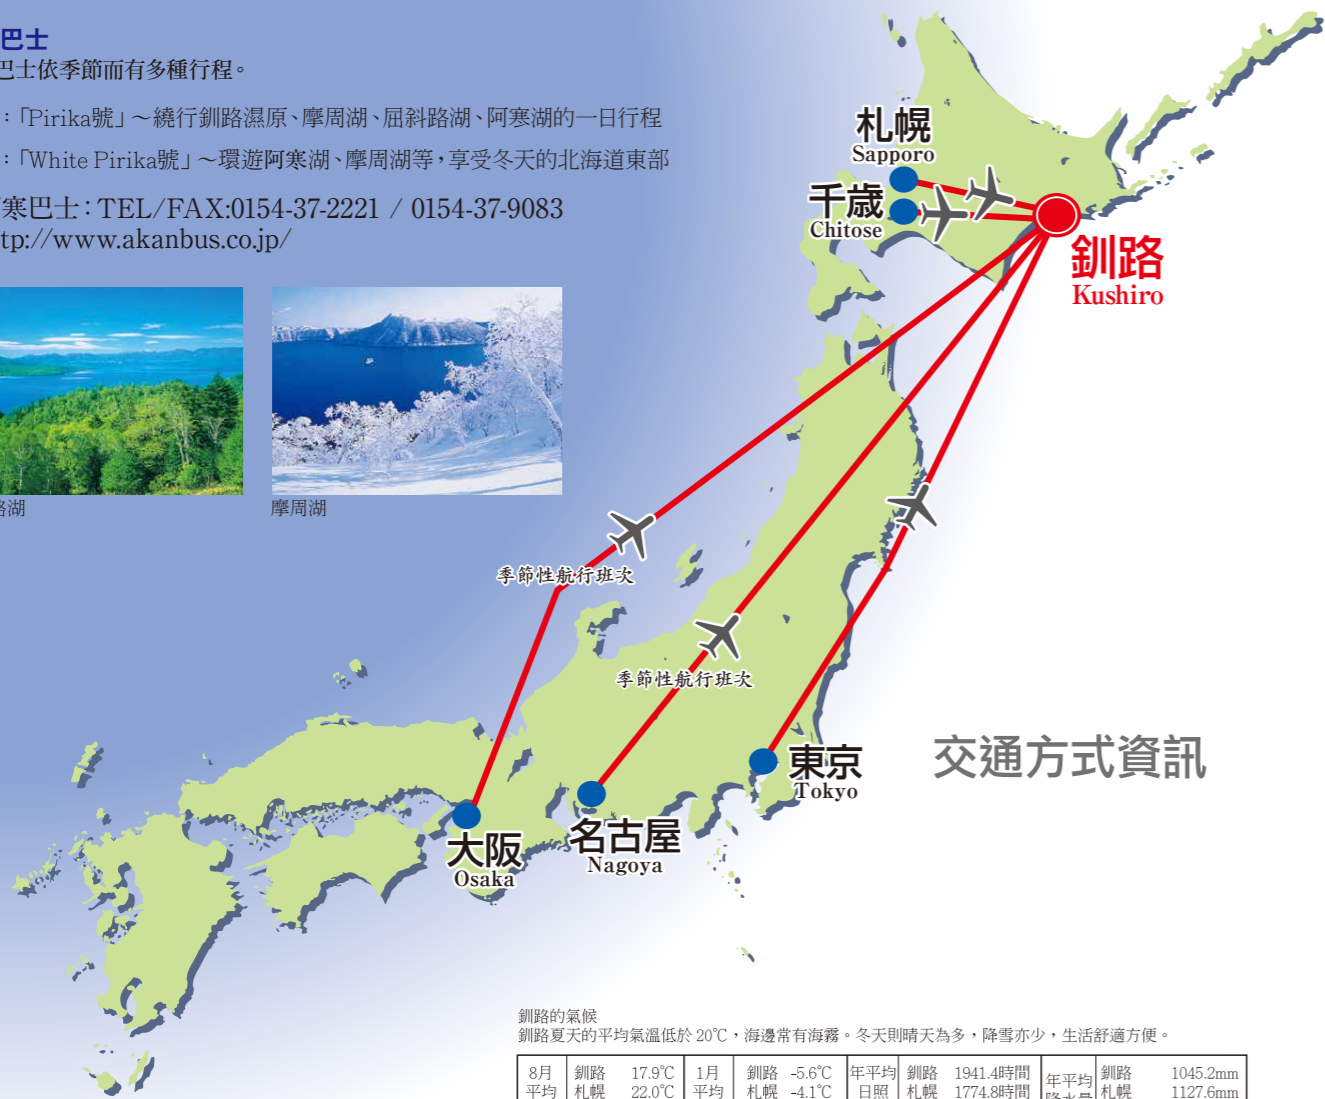 巴士
巴士依季節而有多種行程。
：「Pirika號」～繞行釧路濕原、摩周湖、屈斜路湖、阿寒湖的一日行程
：「White Pirika號」～環遊阿寒湖、摩周湖等，享受冬天的北海道東部
寒巴士：TEL/FAX:0154-37-2221 / 0154-37-9083
tp://www.akanbus.co.jp/
路湖
摩周湖
札幌
Sapporo
千歳
Chitose
釧路
Kushiro
季節性航行班次
季節性航行班次
東京
Tokyo
名古屋
Nagoya
大阪
Osaka
交通方式資訊
釧路的氣候
釧路夏天的平均氣溫低於 20℃，海邊常有海霧。冬天則晴天為多，降雪亦少，生活舒適方便。
8月 釧路 17.9℃ 1月 釧路 -5.6℃ 年平均 釧路 1941.4時間 年平均 釧路 1045.2mm
平均 札幌 22.0℃ 平均 札幌 -4.1℃ 日照 札幌 1774.8時間 札幌 1127.6mm